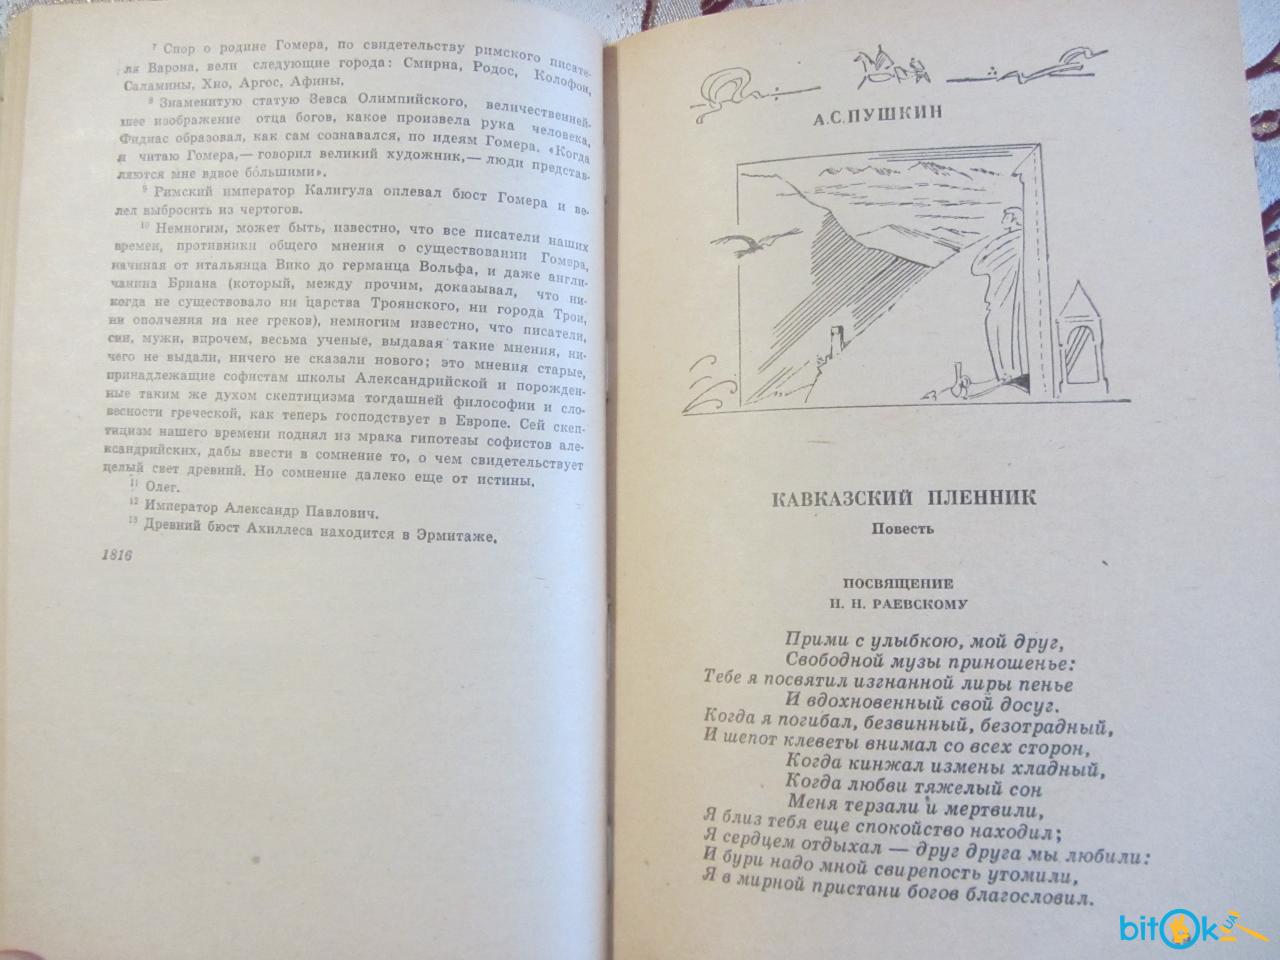 ⁷ Спор о родине Гомера, по свидетельству римского писате-
ля Варона, вели следующие города: Смирна, Родос, Колофон,
Саламины, Хио, Аргос, Афины.
⁸ Знаменитую статую Зевса Олимпийского, величественней-
шее изображение отца богов, какое произвела рука человека,
Фидиас образовал, как сам сознавался, по идеям Гомера. «Когда
я читаю Гомера,— говорил великий художник,— люди представ-
ляются мне вдвое бо́льшими».
⁹ Римский император Калигула оплевал бюст Гомера и ве-
лел выбросить из чертогов.
¹⁰ Немногим, может быть, известно, что все писатели наших
времен, противники общего мнения о существовании Гомера,
начиная от итальянца Вико до германца Вольфа, и даже англи-
чанина Бриана (который, между прочим, доказывал, что ни-
когда не существовало ни царства Троянского, ни города Трои,
ни ополчения на нее греков), немногим известно, что писатели,
сии, мужи, впрочем, весьма ученые, выдавая такие мнения, ни-
чего не выдали, ничего не сказали нового; это мнения старые,
принадлежащие софистам школы Александрийской и порожден-
ные таким же духом скептицизма тогдашней философии и сло-
весности греческой, как теперь господствует в Европе. Сей скеп-
тицизм нашего времени поднял из мрака гипотезы софистов але-
ксандрийских, дабы ввести в сомнение то, о чем свидетельствует
целый свет древний. Но сомнение далеко еще от истины.
¹¹ Олег.
¹² Император Александр Павлович.
¹³ Древний бюст Ахиллеса находится в Эрмитаже.
1816
А.С.ПУШКИН
КАВКАЗСКИЙ ПЛЕННИК
Повесть
ПОСВЯЩЕНИЕ
Н. Н. РАЕВСКОМУ
Прими с улыбкою, мой друг,
Свободной музы приношенье:
Тебе я посвятил изгнанной лиры пенье
И вдохновенный свой досуг.
Когда я погибал, безвинный, безотрадный,
И шепот клеветы внимал со всех сторон,
Когда кинжал измены хладный,
Когда любви тяжелый сон
Меня терзали и мертвили,
Я близ тебя еще спокойство находил;
Я сердцем отдыхал — друг друга мы любили:
И бури надо мной свирепость утомили,
Я в мирной пристани богов благословил.
bitok.UA